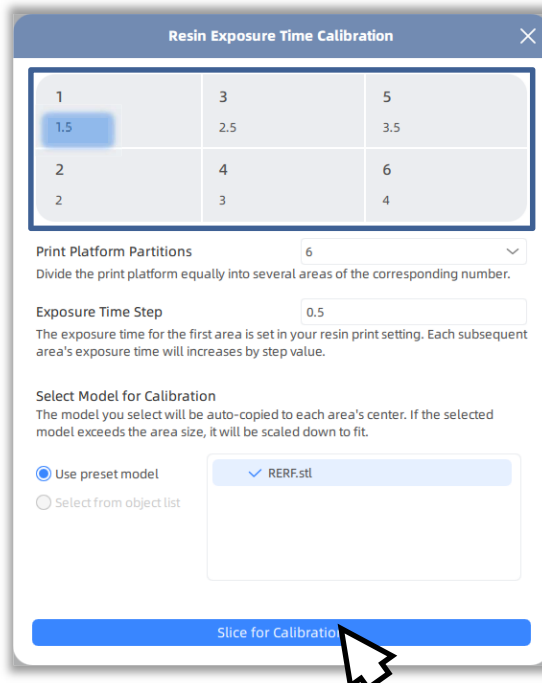 Resin Exposure Time Calibration
1 3 5
1.5 2.5 3.5
2 4 6
2 3 4
Print Platform Partitions 6
Divide the print platform equally into several areas of the corresponding number.
Exposure Time Step 0.5
The exposure time for the first area is set in your resin print setting. Each subsequent
area's exposure time will increases by step value.
Select Model for Calibration
The model you select will be auto-copied to each area's center. If the selected
model exceeds the area size, it will be scaled down to fit.
Use preset model RERF.stl
Select from object list
Slice for Calibration